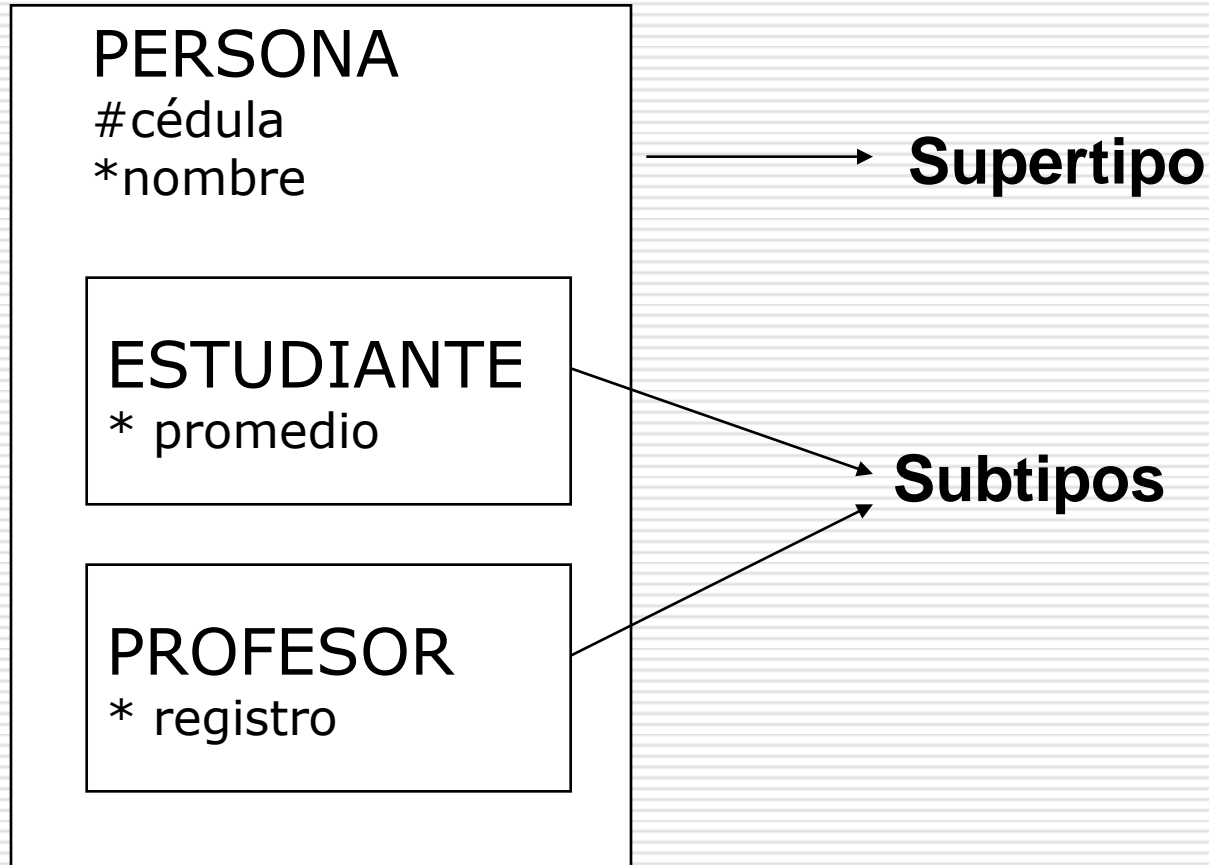 PERSONA
#cédula
*nombre
Supertipo
ESTUDIANTE
* promedio
Subtipos
PROFESOR
* registro